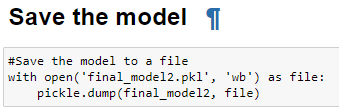 Save the model ¶
#Save the model to a file
with open('final_model2.pkl', 'wb') as file:
    pickle.dump(final_model2, file)